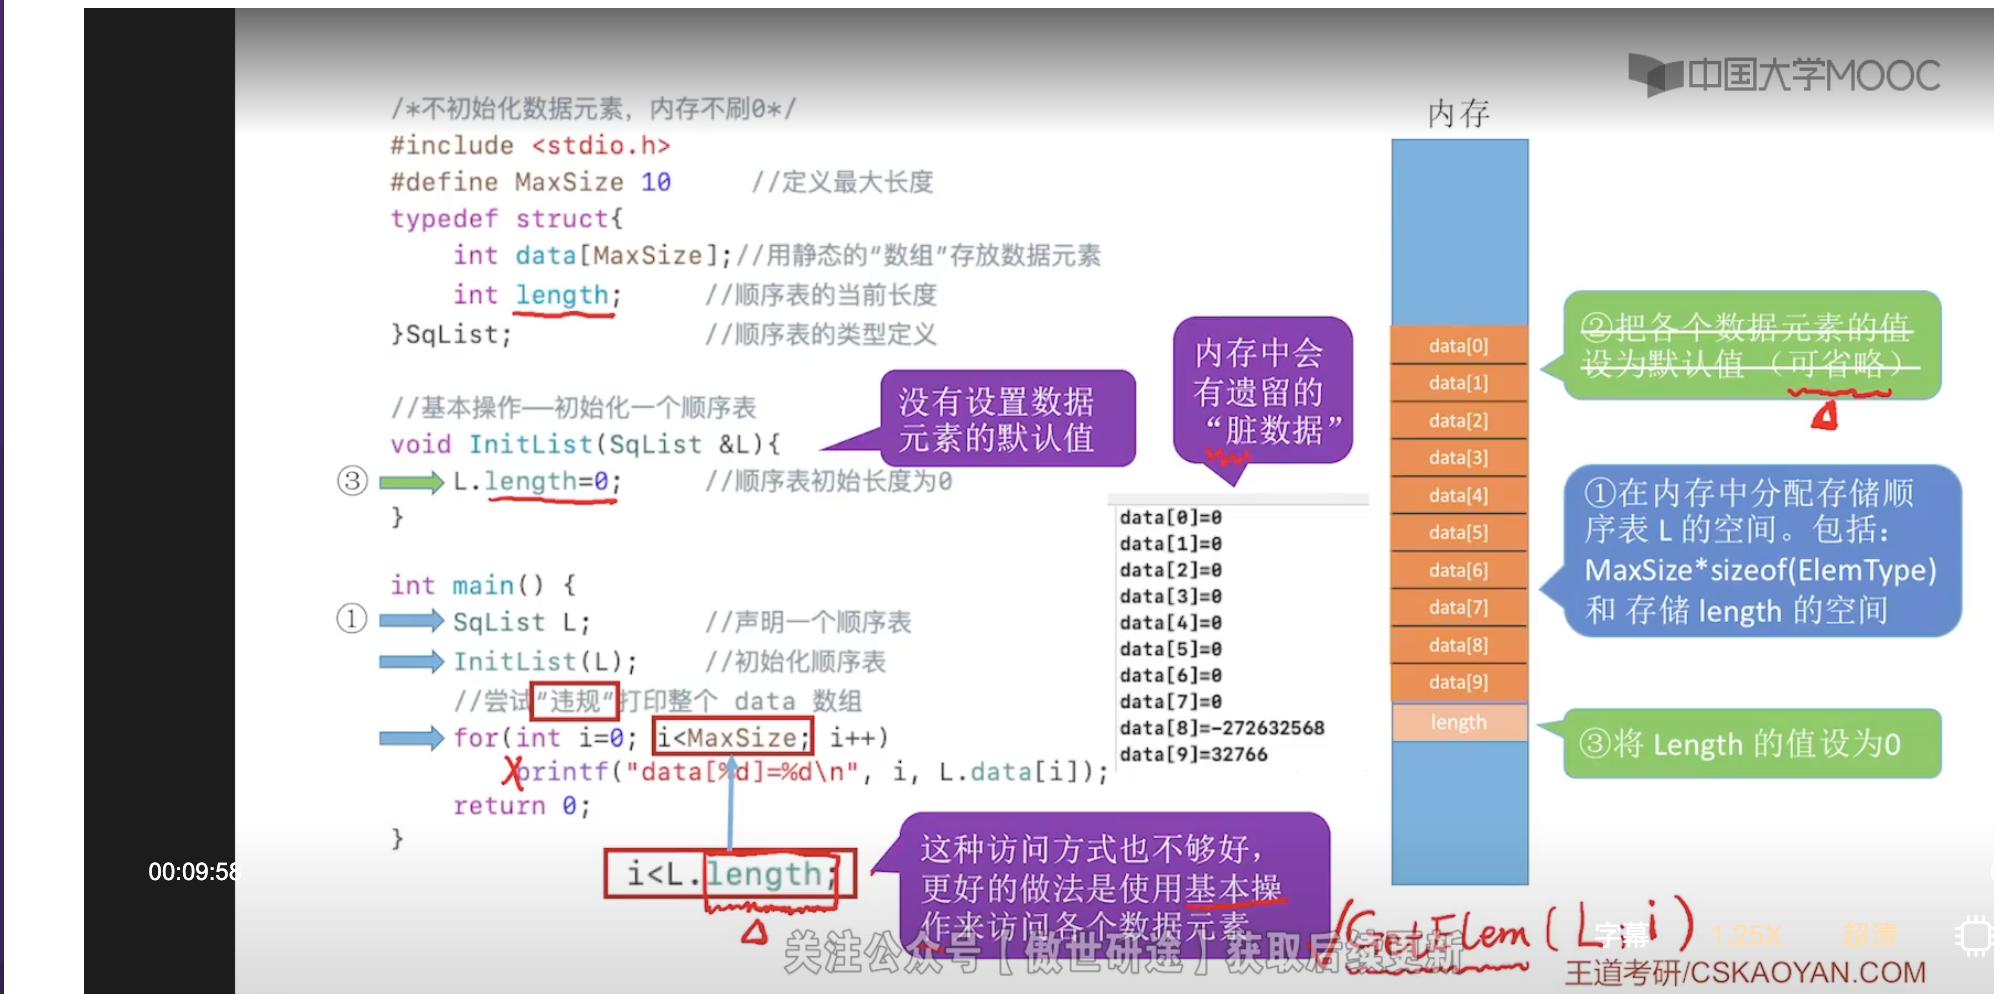 中国大学MOOC
/*不初始化数据元素，内存不刷0*/
#include <stdio.h>
#define MaxSize 10 //定义最大长度
typedef struct{
int data[MaxSize];//用静态的“数组”存放数据元素
int length; //顺序表的当前长度
}SqList; //顺序表的类型定义
//基本操作——初始化一个顺序表
void InitList(SqList &L){
③ L.length=0; //顺序表初始长度为0
}
int main() {
① SqList L; //声明一个顺序表
InitList(L); //初始化顺序表
//尝试“违规”打印整个 data 数组
for(int i=0; i<MaxSize; i++)
printf("data[%d]=%d\n", i, L.data[i]);
return 0;
}
i<L.length;
没有设置数据
元素的默认值
内存中会
有遗留的
“脏数据”
data[0]=0
data[1]=0
data[2]=0
data[3]=0
data[4]=0
data[5]=0
data[6]=0
data[7]=0
data[8]=-272632568
data[9]=32766
这种访问方式也不够好，
更好的做法是使用基本操
作来访问各个数据元素
内存
data[0]
data[1]
data[2]
data[3]
data[4]
data[5]
data[6]
data[7]
data[8]
data[9]
length
②把各个数据元素的值
设为默认值（可省略）
①在内存中分配存储顺
序表 L 的空间。包括：
MaxSize*sizeof(ElemType)
和 存储 length 的空间
③将 Length 的值设为0
GetElem(L,i)
00:09:58
关注公众号【傲世研途】获取后续更新
字幕 1.25X 超清
王道考研/CSKAOYAN.COM